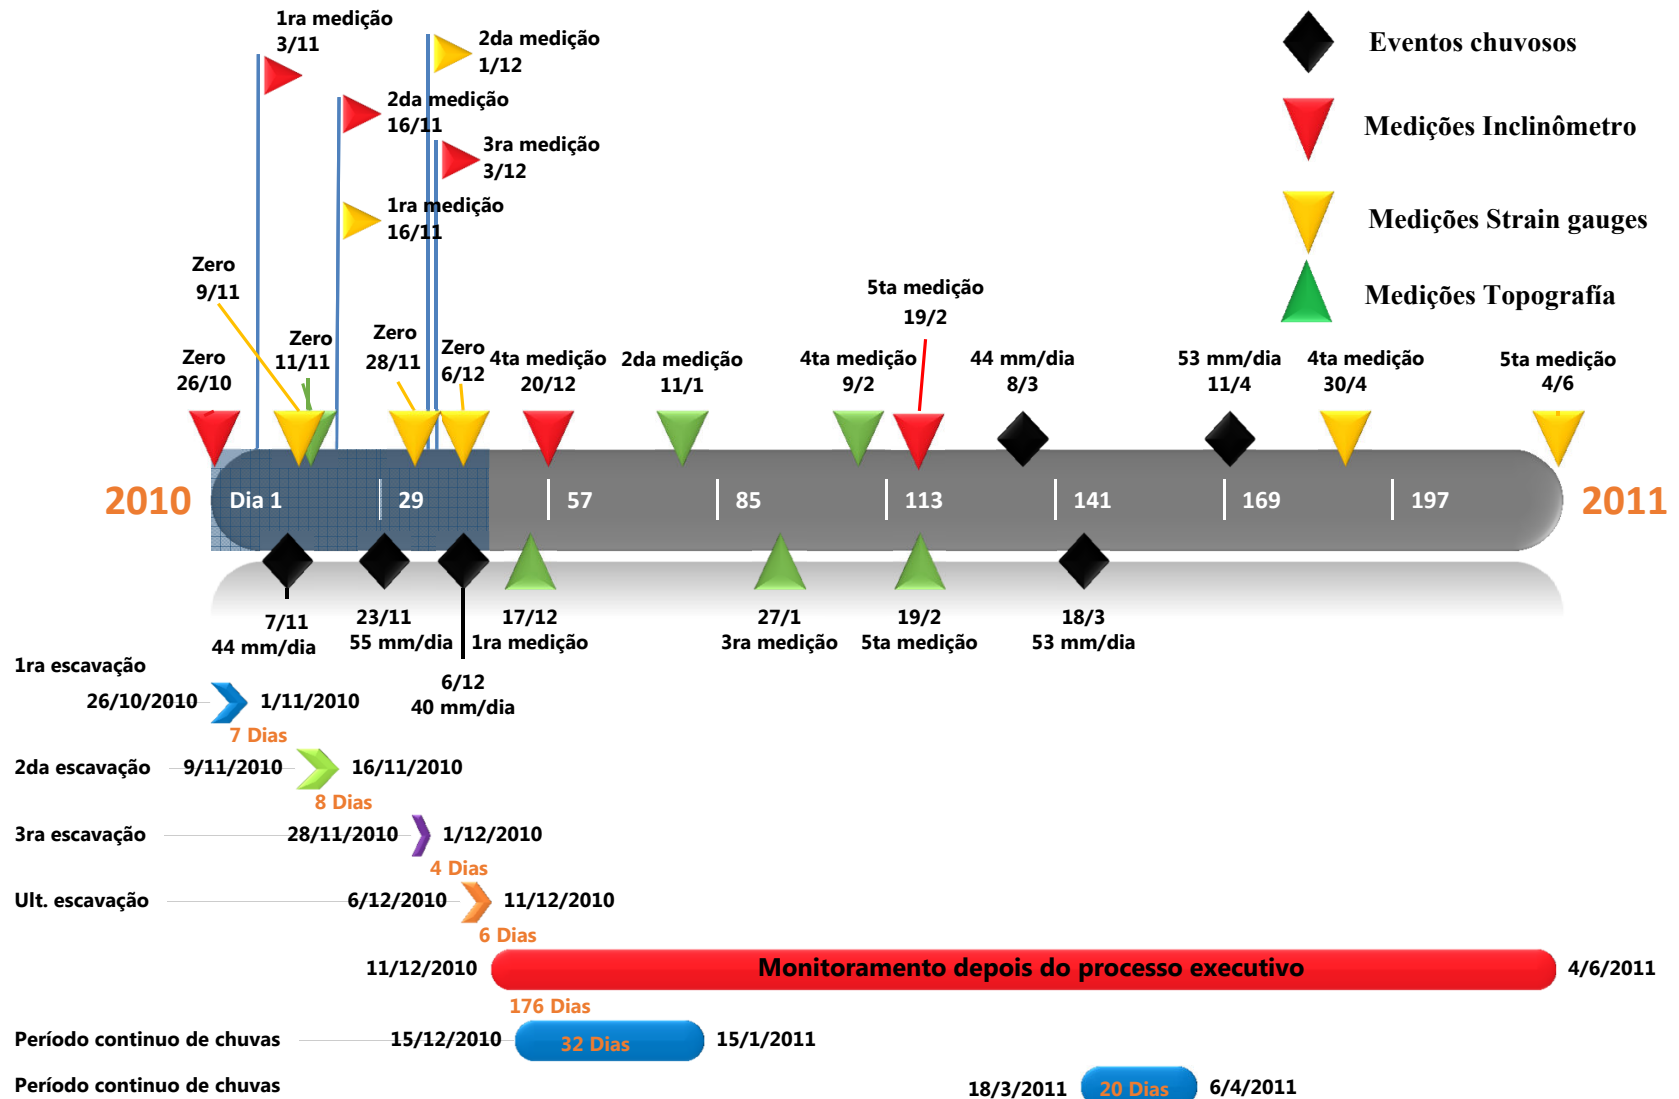 1ra medição
3/11
2da medição
1/12
2da medição
16/11
3ra medição
3/12
1ra medição
16/11
Eventos chuvosos
Medições Inclinômetro
Medições Strain gauges
Medições Topografía
Zero
9/11
Zero
26/10
Zero
11/11
Zero
28/11
Zero
6/12
4ta medição
20/12
2da medição
11/1
4ta medição
9/2
5ta medição
19/2
44 mm/dia
8/3
53 mm/dia
11/4
4ta medição
30/4
5ta medição
4/6
2010
Dia 1
29
57
85
113
141
169
197
2011
7/11
44 mm/dia
23/11
55 mm/dia
6/12
40 mm/dia
17/12
1ra medição
27/1
3ra medição
19/2
5ta medição
18/3
53 mm/dia
1ra escavação
26/10/2010
1/11/2010
7 Dias
2da escavação
9/11/2010
16/11/2010
8 Dias
3ra escavação
28/11/2010
1/12/2010
4 Dias
Ult. escavação
6/12/2010
11/12/2010
6 Dias
11/12/2010
Monitoramento depois do processo executivo
4/6/2011
176 Dias
Período continuo de chuvas
15/12/2010
32 Dias
15/1/2011
Período continuo de chuvas
18/3/2011
20 Dias
6/4/2011